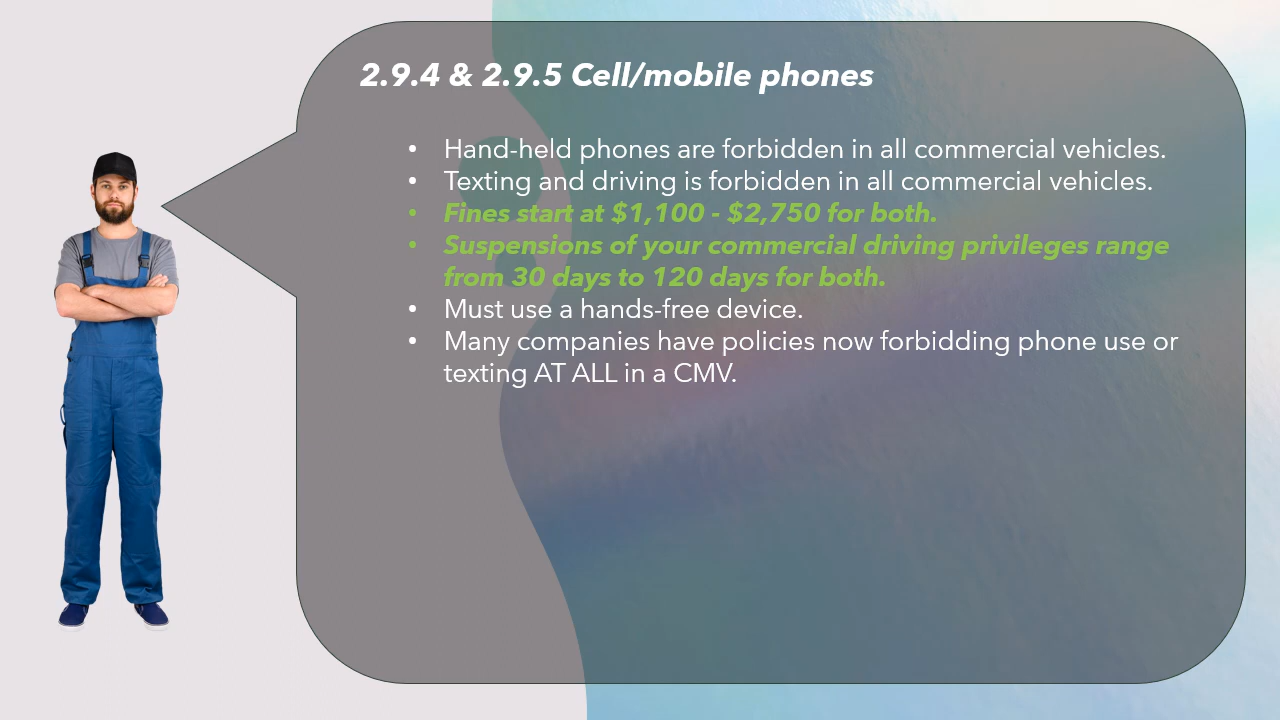 2.9.4 & 2.9.5 Cell/mobile phones
• Hand-held phones are forbidden in all commercial vehicles.
• Texting and driving is forbidden in all commercial vehicles.
• Fines start at $1,100 - $2,750 for both.
• Suspensions of your commercial driving privileges range
from 30 days to 120 days for both.
• Must use a hands-free device.
• Many companies have policies now forbidding phone use or
texting AT ALL in a CMV.